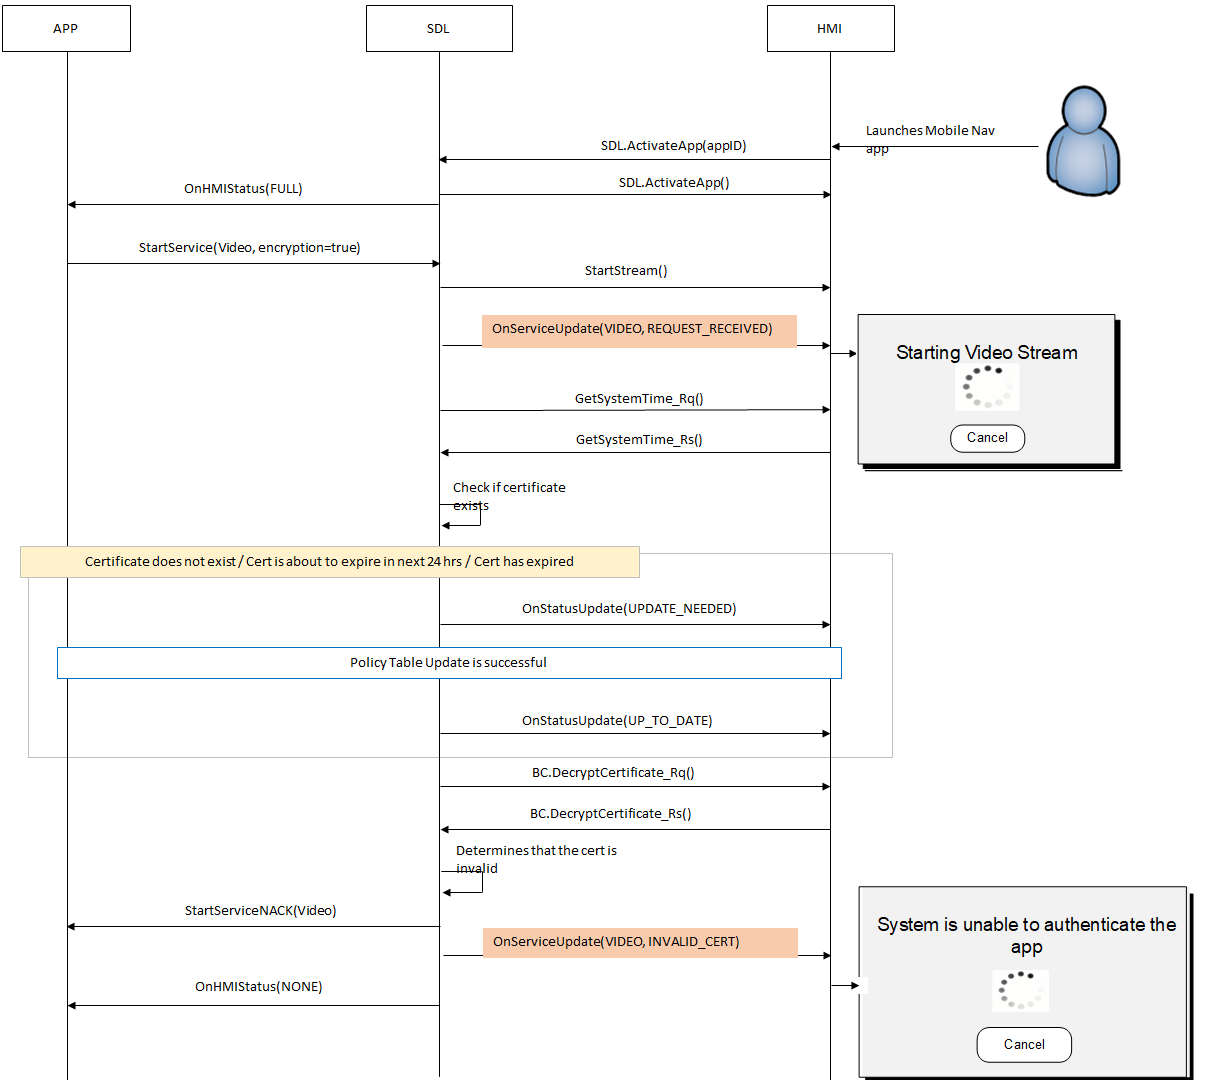 APP
SDL
HMI
Launches Mobile Nav
app
SDL.ActivateApp(appID)
SDL.ActivateApp()
OnHMIStatus(FULL)
StartService(Video, encryption=true)
StartStream()
OnServiceUpdate(VIDEO, REQUEST_RECEIVED)
Starting Video Stream
Cancel
GetSystemTime_Rq()
GetSystemTime_Rs()
Check if certificate
exists
Certificate does not exist / Cert is about to expire in next 24 hrs / Cert has expired
OnStatusUpdate(UPDATE_NEEDED)
Policy Table Update is successful
OnStatusUpdate(UP_TO_DATE)
BC.DecryptCertificate_Rq()
BC.DecryptCertificate_Rs()
Determines that the cert is
invalid
StartServiceNACK(Video)
OnServiceUpdate(VIDEO, INVALID_CERT)
System is unable to authenticate the
app
OnHMIStatus(NONE)
Cancel